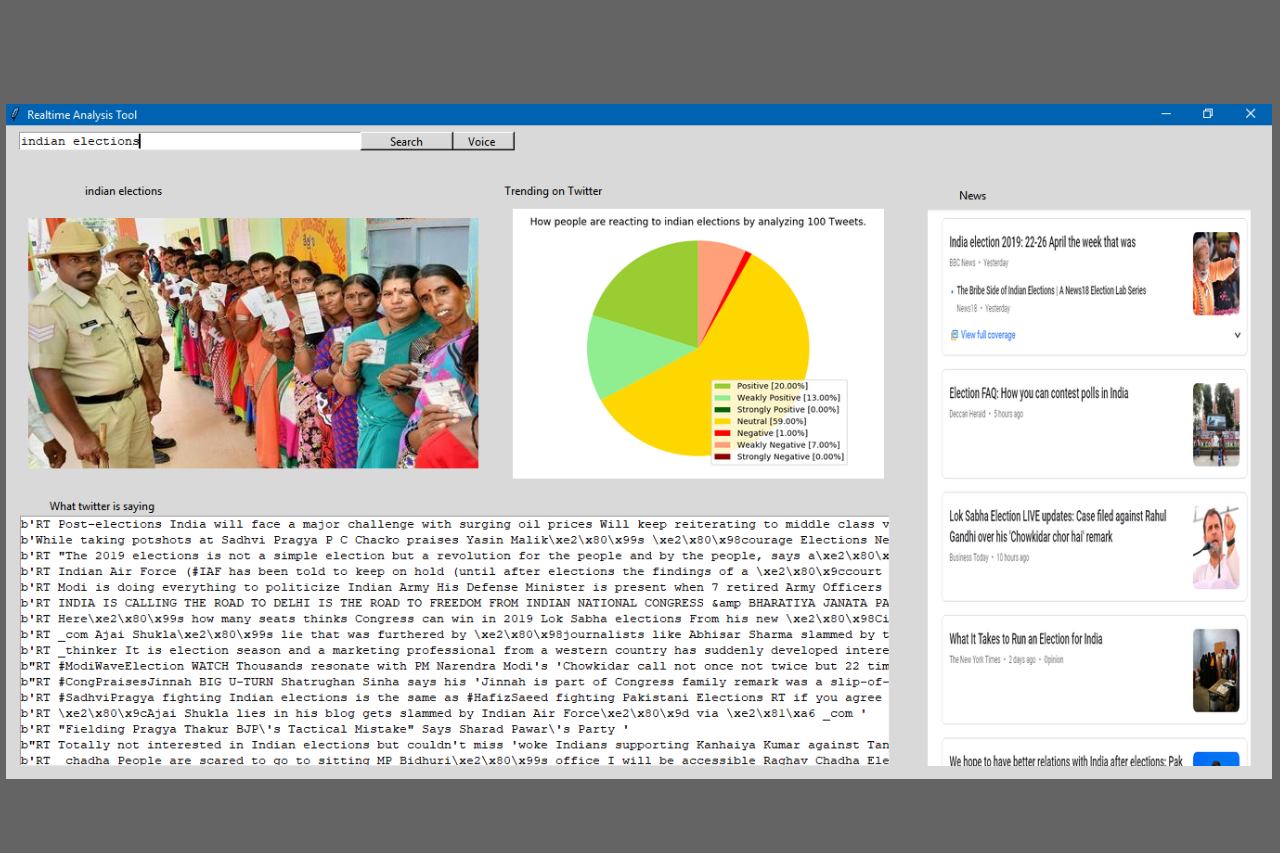 Realtime Analysis Tool
indian elections
Search
Voice
indian elections
Trending on Twitter
How people are reacting to indian elections by analyzing 100 Tweets.
Positive [20.00%]
Weakly Positive [13.00%]
Strongly Positive [0.00%]
Neutral [59.00%]
Negative [1.00%]
Weakly Negative [7.00%]
Strongly Negative [0.00%]
What twitter is saying
b'RT Post-elections India will face a major challenge with surging oil prices Will keep reiterating to middle class v
b'While taking potshots at Sadhvi Pragya P C Chacko praises Yasin Malik\xe2\x80\x99s \xe2\x80\x98courage Elections Ne
b'RT "The 2019 elections is not a simple election but a revolution for the people and by the people, says a\xe2\x80\x
b'RT Indian Air Force (#IAF has been told to keep on hold (until after elections the findings of a \xe2\x80\x9ccourt
b'RT Modi is doing everything to politicize Indian Army His Defense Minister is present when 7 retired Army Officers
b'RT INDIA IS CALLING THE ROAD TO DELHI IS THE ROAD TO FREEDOM FROM INDIAN NATIONAL CONGRESS &amp BHARATIYA JANATA PA
b'RT Here\xe2\x80\x99s how many seats thinks Congress can win in 2019 Lok Sabha elections From his new \xe2\x80\x98Ci
b'RT _com Ajai Shukla\xe2\x80\x99s lie that was furthered by \xe2\x80\x98journalists like Abhisar Sharma slammed by t
b'RT _thinker It is election season and a marketing professional from a western country has suddenly developed intere
b"RT #ModiWaveElection WATCH Thousands resonate with PM Narendra Modi's 'Chowkidar call not once not twice but 22 tim
b"RT #CongPraisesJinnah BIG U-TURN Shatrughan Sinha says his 'Jinnah is part of Congress family remark was a slip-of-
b'RT #SadhviPragya fighting Indian elections is the same as #HafizSaeed fighting Pakistani Elections RT if you agree
b'RT \xe2\x80\x9cAjai Shukla lies in his blog gets slammed by Indian Air Force\xe2\x80\x9d via \xe2\x81\xa6 _com '
b'RT "Fielding Pragya Thakur BJP\'s Tactical Mistake" Says Sharad Pawar\'s Party '
b"RT Totally not interested in Indian elections but couldn't miss 'woke Indians supporting Kanhaiya Kumar against Tan
b'RT _chadha People are scared to go to sitting MP Bidhuri\xe2\x80\x99s office I will be accessible Raghav Chadha Ele
News
India election 2019: 22-26 April the week that was
BBC News • Yesterday
The Bribe Side of Indian Elections | A News18 Election Lab Series
News18 • Yesterday
View full coverage
Election FAQ: How you can contest polls in India
Deccan Herald • 5 hours ago
Lok Sabha Election LIVE updates: Case filed against Rahul
Gandhi over his 'Chowkidar chor hai' remark
Business Today • 10 hours ago
What It Takes to Run an Election for India
The New York Times • 2 days ago • Opinion
We hope to have better relations with India after elections: Pak